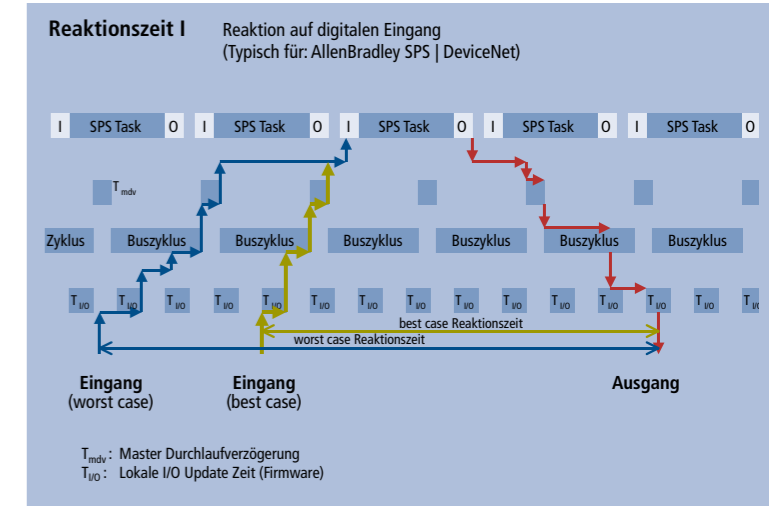 Reaktionszeit I
Reaktion auf digitalen Eingang
(Typisch für: AllenBradley SPS | DeviceNet)
I SPS Task O I SPS Task O I SPS Task O I SPS Task O I SPS Task O
Tmdv
Zyklus Buszyklus Buszyklus Buszyklus Buszyklus Buszyklus Buszyklus
TI/O TI/O TI/O TI/O TI/O TI/O TI/O TI/O TI/O TI/O TI/O TI/O TI/O TI/O TI/
best case Reaktionszeit
worst case Reaktionszeit
Eingang
(worst case)
Eingang
(best case)
Ausgang
Tmdv : Master Durchlaufverzögerung
TI/O : Lokale I/O Update Zeit (Firmware)